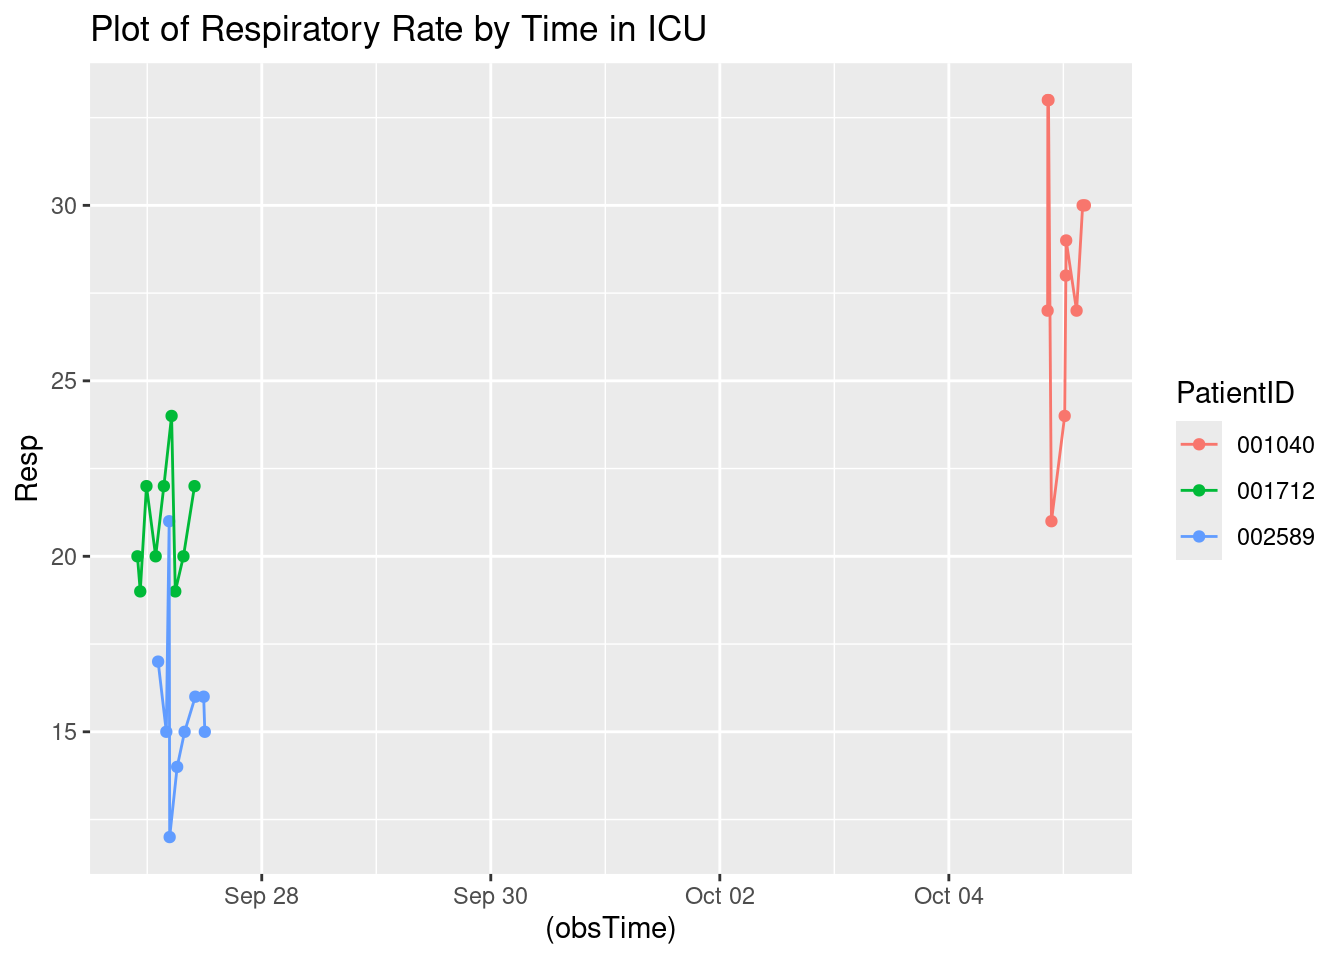 Plot of Respiratory Rate by Time in ICU
Resp
30
25
20
15
Sep 28
Sep 30
Oct 02
Oct 04
(obsTime)
PatientID
001040
001712
002589